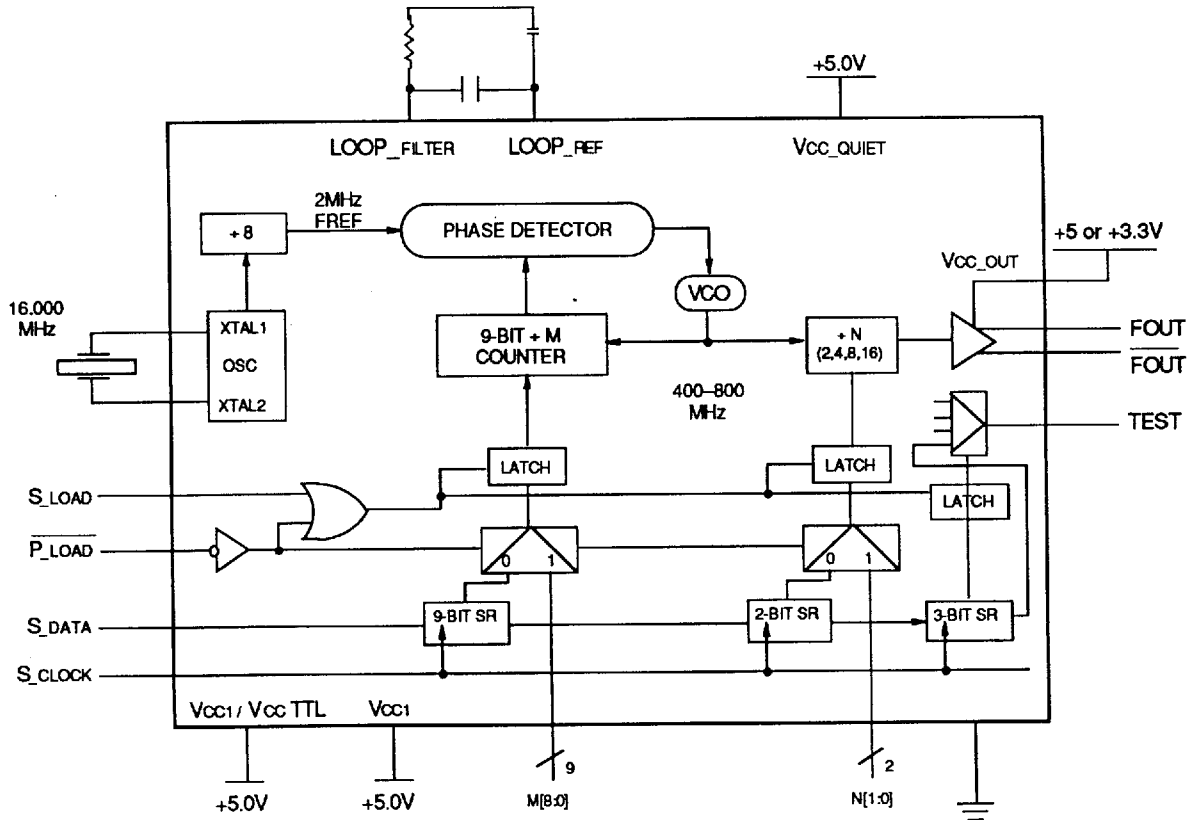 +5.0V
LOOP_FILTER
LOOP_REF
VCC_QUIET
2MHz
FREF
+ 8
PHASE DETECTOR
+5 or +3.3V
VCC_OUT
VCO
16.000
MHz
XTAL1
OSC
XTAL2
9-BIT + M
COUNTER
+ N
(2,4,8,16)
FOUT
FOUT
400–800
MHz
TEST
LATCH
LATCH
LATCH
S_LOAD
P_LOAD
0 1
0 1
9-BIT SR
2-BIT SR
3-BIT SR
S_DATA
S_CLOCK
VCC1 / VCC TTL
VCC1
9
2
+5.0V
+5.0V
M[8:0]
N[1:0]